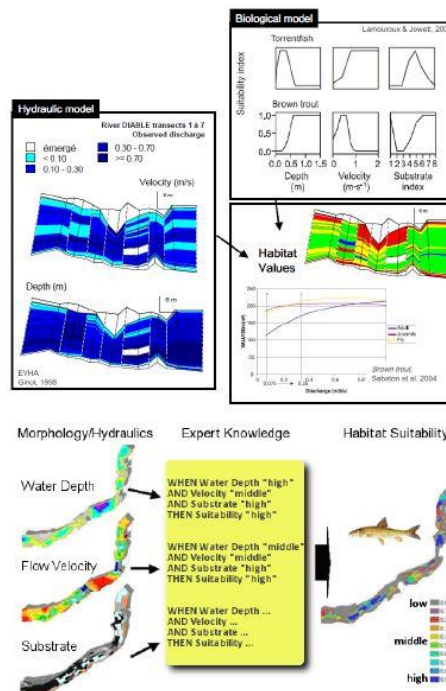 Biological model
Lamouroux & Jowett, 20
Torrentfish
Suitability index
Brown trout
1.0
0.5
0.0
0.0 0.5 1.0 1.5
0 1 2
1 2 3 4 5 6 7 8
Depth
(m)
Velocity
(m·s⁻¹)
Substrate
index
Hydraulic model
River DIABLE transects 1 à 7
Observed discharge
émergé
< 0.10
0.10 - 0.30
0.30 - 0.70
>= 0.70
Velocity (m/s)
Depth (m)
EVHA
Ginot, 1998
Habitat
Values
Adult
Juvenile
Discharge (m3/s)
Brown trout,
Sabaton et al. 2004
Morphology/Hydraulics
Expert Knowledge
Habitat Suitability
Water Depth
WHEN Water Depth "high"
AND Velocity "middle"
AND Substrate "high"
THEN Suitability "high"
Flow Velocity
WHEN Water Depth "middle"
AND Velocity "middle"
AND Substrate "high"
THEN Suitability "high"
Substrate
WHEN Water Depth ...
AND Velocity ...
AND Substrate ...
THEN Suitability ...
low
middle
high